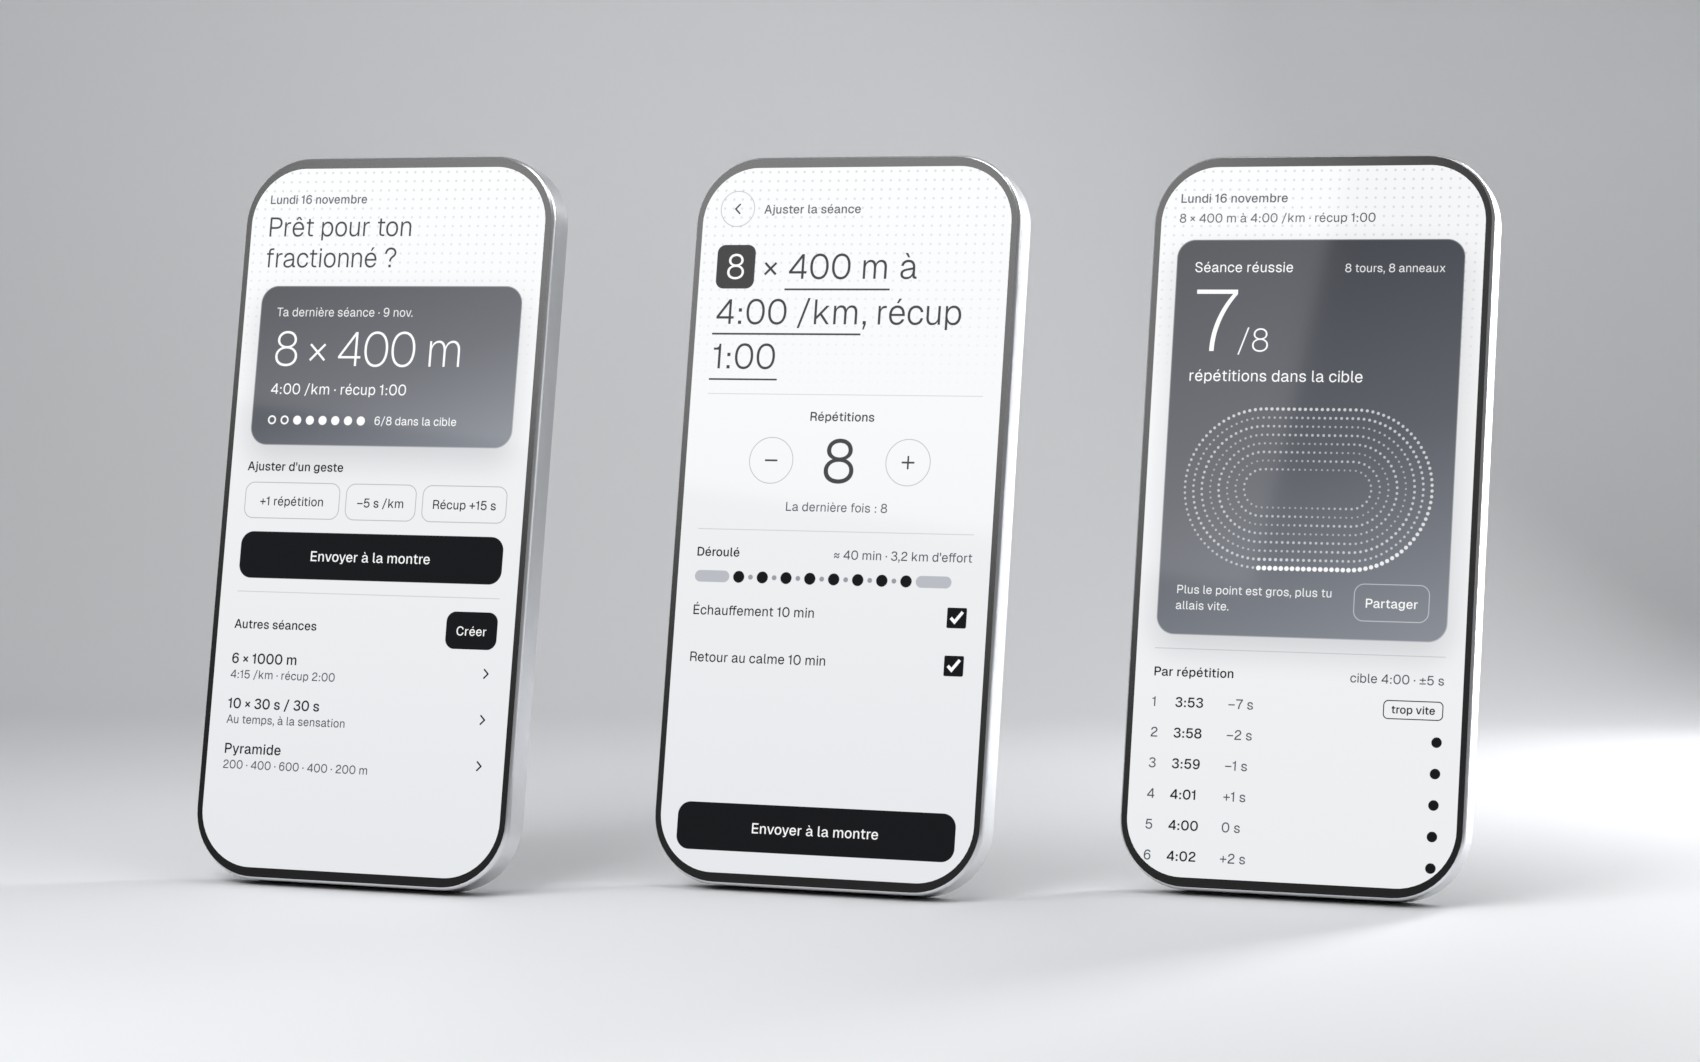 Lundi 16 novembre
Prêt pour ton
fractionné ?
Ta dernière séance · 9 nov.
8 × 400 m
4:00 /km · récup 1:00
6/8 dans la cible
Ajuster d'un geste
+1 répétition
−5 s /km
Récup +15 s
Envoyer à la montre
Autres séances
Créer
6 × 1000 m
4:15 /km · récup 2:00
10 × 30 s / 30 s
Au temps, à la sensation
Pyramide
200 · 400 · 600 · 400 · 200 m
Ajuster la séance
8 × 400 m à
4:00 /km, récup
1:00
Répétitions
− 8 +
La dernière fois : 8
Déroulé
≈ 40 min · 3,2 km d'effort
Échauffement 10 min
Retour au calme 10 min
Envoyer à la montre
Lundi 16 novembre
8 × 400 m à 4:00 /km · récup 1:00
Séance réussie
8 tours, 8 anneaux
7/8
répétitions dans la cible
Plus le point est gros, plus tu
allais vite.
Partager
Par répétition
cible 4:00 · ±5 s
1 3:53 −7 s trop vite
2 3:58 −2 s
3 3:59 −1 s
4 4:01 +1 s
5 4:00 0 s
6 4:02 +2 s